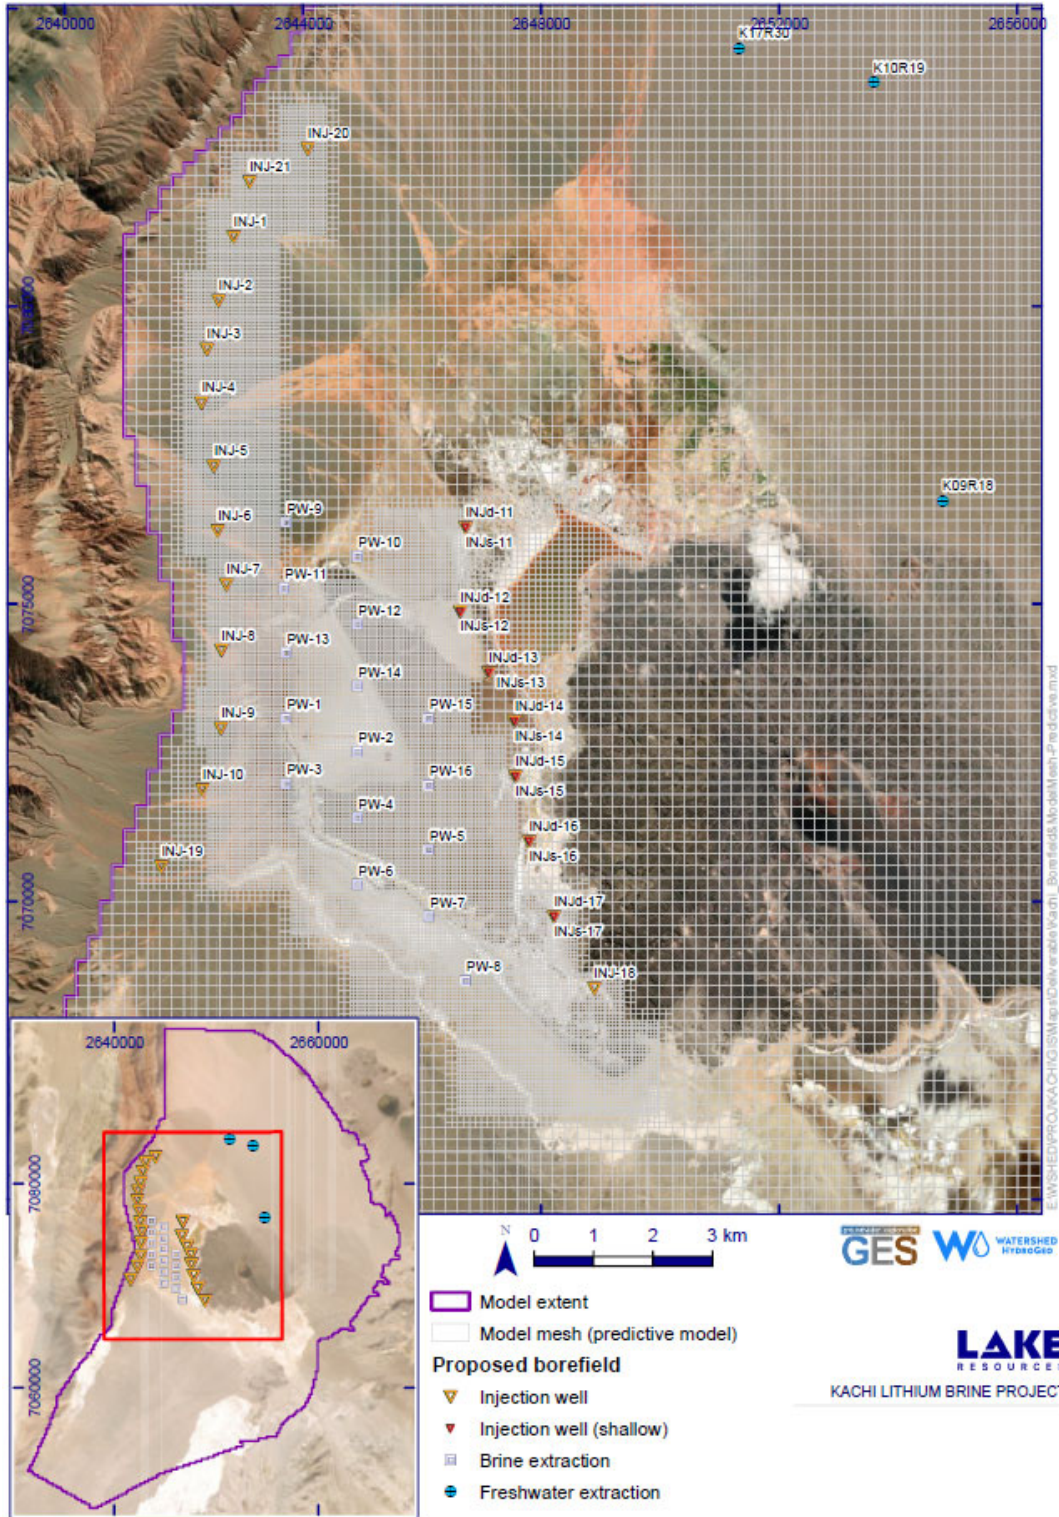 2640000
2644000
2648000
2652000
2656000
K17R30
K10R19
INJ-20
INJ-21
INJ-1
INJ-2
7080000
INJ-3
INJ-4
INJ-5
K09R18
INJ-6
PW-9
INJd-11
INJs-11
PW-10
INJ-7
PW-11
7075000
INJd-12
PW-12
INJs-12
INJ-8
PW-13
INJd-13
PW-14
INJs-13
INJ-9
PW-1
PW-15
INJd-14
INJs-14
PW-2
INJd-15
INJ-10
PW-3
PW-16
INJs-15
PW-4
INJd-16
INJ-19
PW-5
INJs-16
7070000
PW-6
INJd-17
PW-7
INJs-17
PW-8
INJ-18
2640000
2660000
7080000
7060000
N
0 1 2 3 km
GES
WATERSHED
HYDROGEO
Model extent
Model mesh (predictive model)
Proposed borefield
Injection well
Injection well (shallow)
Brine extraction
Freshwater extraction
LAKE
RESOURCES
KACHI LITHIUM BRINE PROJECT